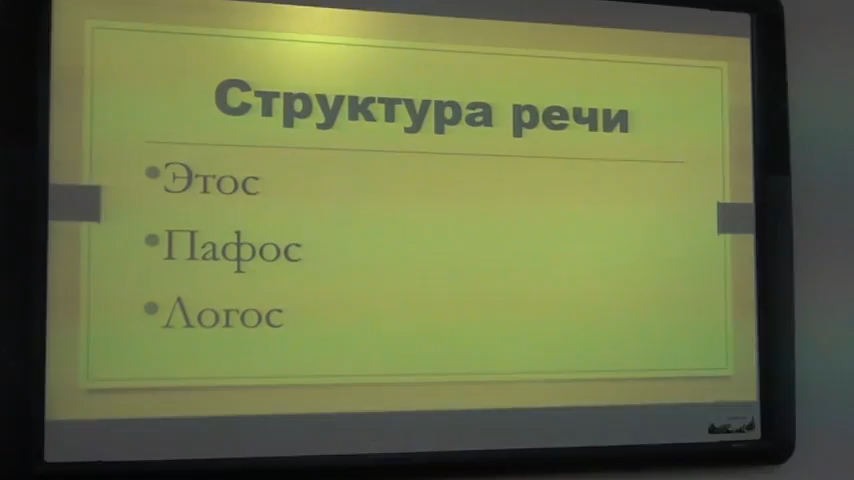 Структура речи
•Этос
•Пафос
•Логос